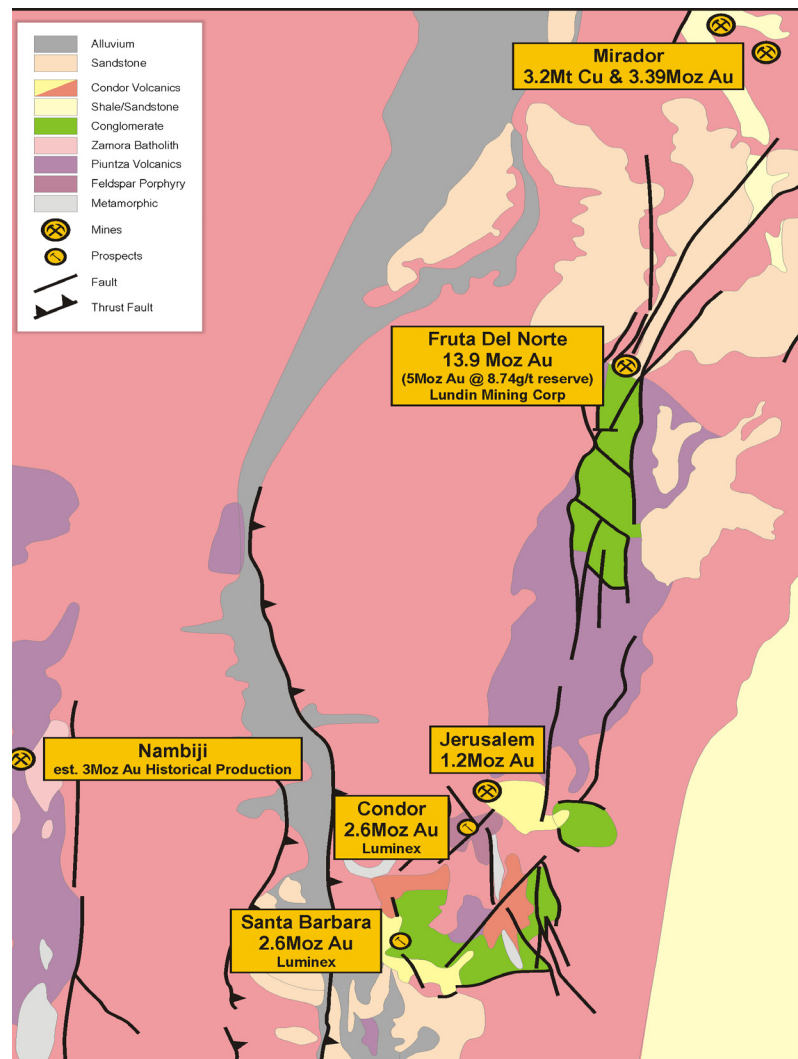 Alluvium
Sandstone
Condor Volcanics
Shale/Sandstone
Conglomerate
Zamora Batholith
Piuntza Volcanics
Feldspar Porphyry
Metamorphic
Mines
Prospects
Fault
Thrust Fault
Mirador
3.2Mt Cu & 3.39Moz Au
Fruta Del Norte
13.9 Moz Au
(5Moz Au @ 8.74g/t reserve)
Lundin Mining Corp
Nambiji
est. 3Moz Au Historical Production
Jerusalem
1.2Moz Au
Condor
2.6Moz Au
Luminex
Santa Barbara
2.6Moz Au
Luminex